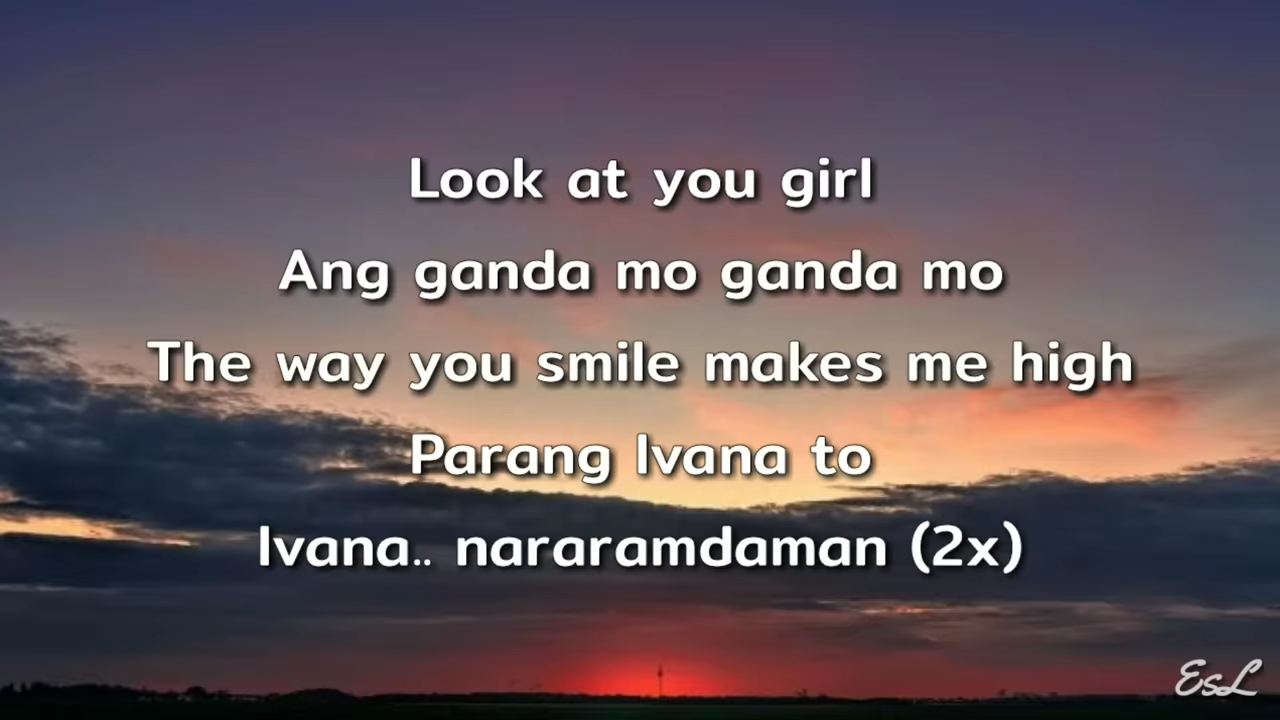 Look at you girl
Ang ganda mo ganda mo
The way you smile makes me high
Parang Ivana to
Ivana.. nararamdaman (2x)
EsL